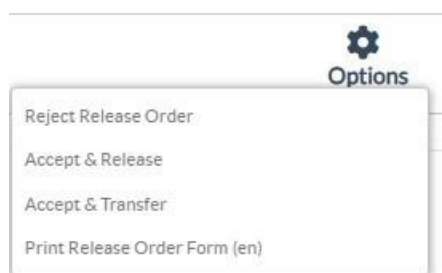 Options
Reject Release Order
Accept & Release
Accept & Transfer
Print Release Order Form (en)